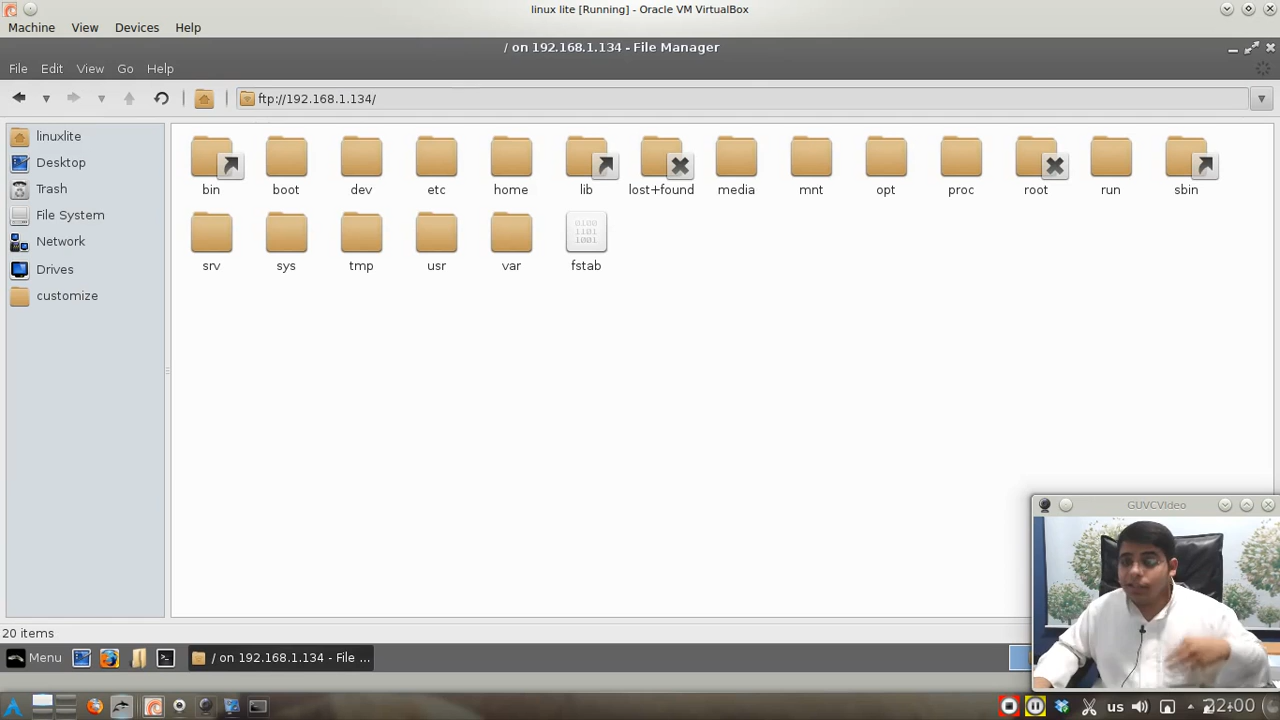 linux lite [Running] - Oracle VM VirtualBox
Machine View Devices Help
/ on 192.168.1.134 - File Manager
File Edit View Go Help
ftp://192.168.1.134/
linuxlite
Desktop
Trash
File System
Network
Drives
customize
bin boot dev etc home lib lost+found media mnt opt proc root run sbin
srv sys tmp usr var fstab
0100
1101
1001
GUVCVIdeo
20 items
Menu / on 192.168.1.134 - File ...
us 22:00